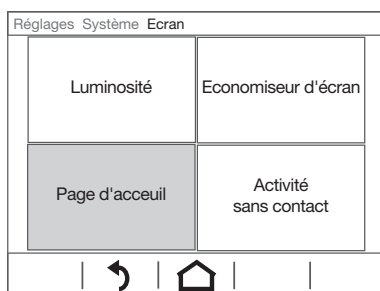 Réglages Système Ecran
Luminosité
Economiseur d'écran
Page d'acceuil
Activité
sans contact